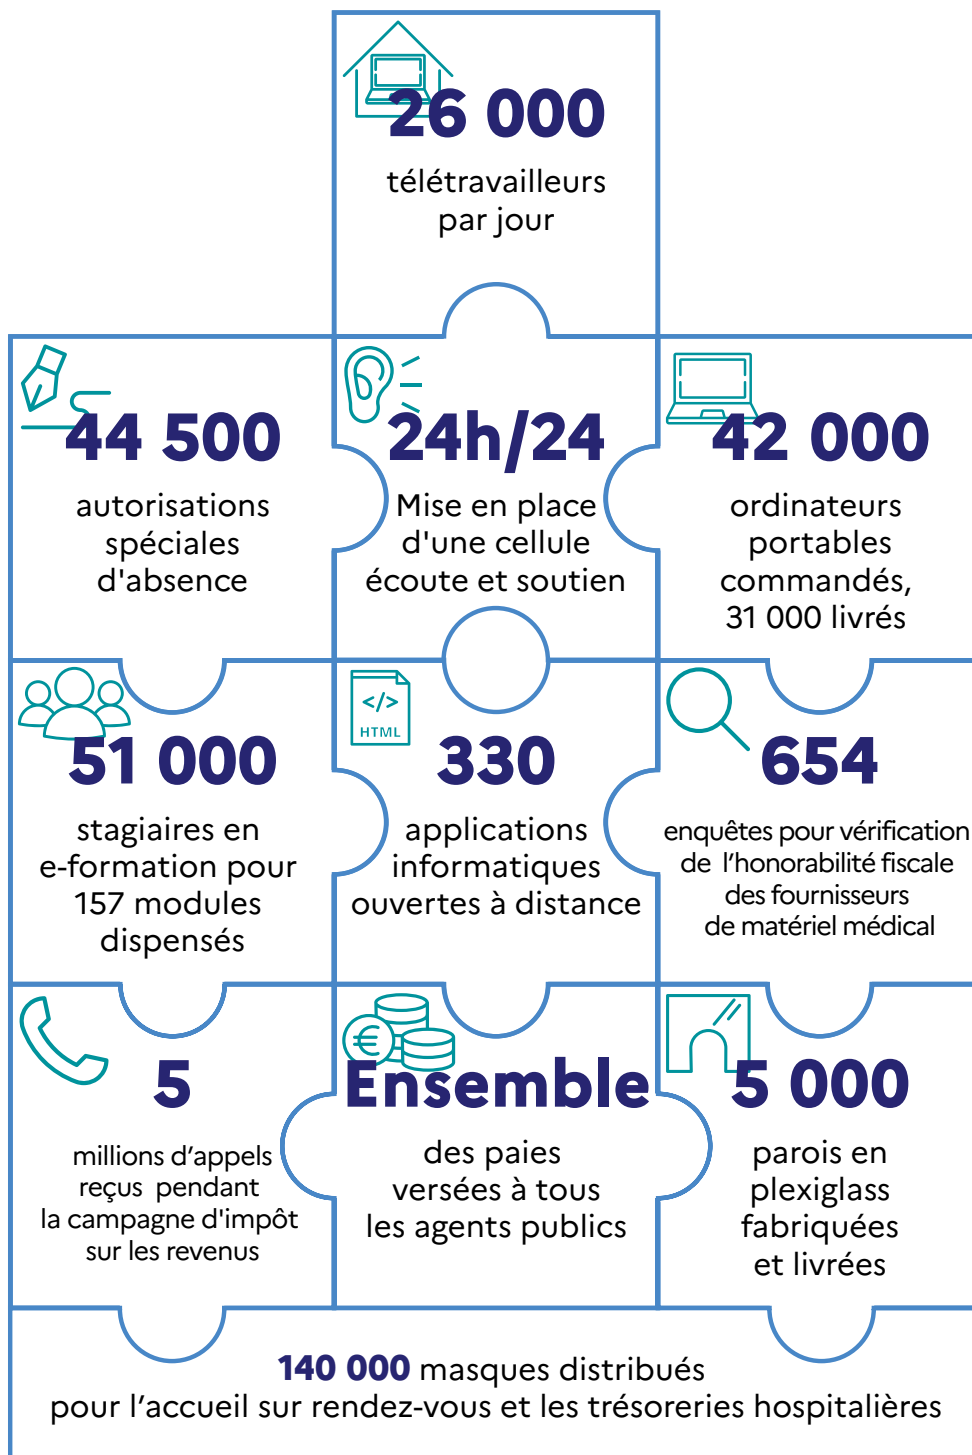 26 000
télétravailleurs
par jour
44 500
autorisations
spéciales
d'absence
24h/24
Mise en place
d'une cellule
écoute et soutien
42 000
ordinateurs
portables
commandés,
31 000 livrés
51 000
stagiaires en
e-formation pour
157 modules
dispensés
</>
HTML
330
applications
informatiques
ouvertes à distance
654
enquêtes pour vérification
de l’honorabilité fiscale
des fournisseurs
de matériel médical
5
millions d’appels
reçus pendant
la campagne d'impôt
sur les revenus
€
Ensemble
des paies
versées à tous
les agents publics
5 000
parois en
plexiglass
fabriquées
et livrées
140 000 masques distribués
pour l’accueil sur rendez-vous et les trésoreries hospitalières